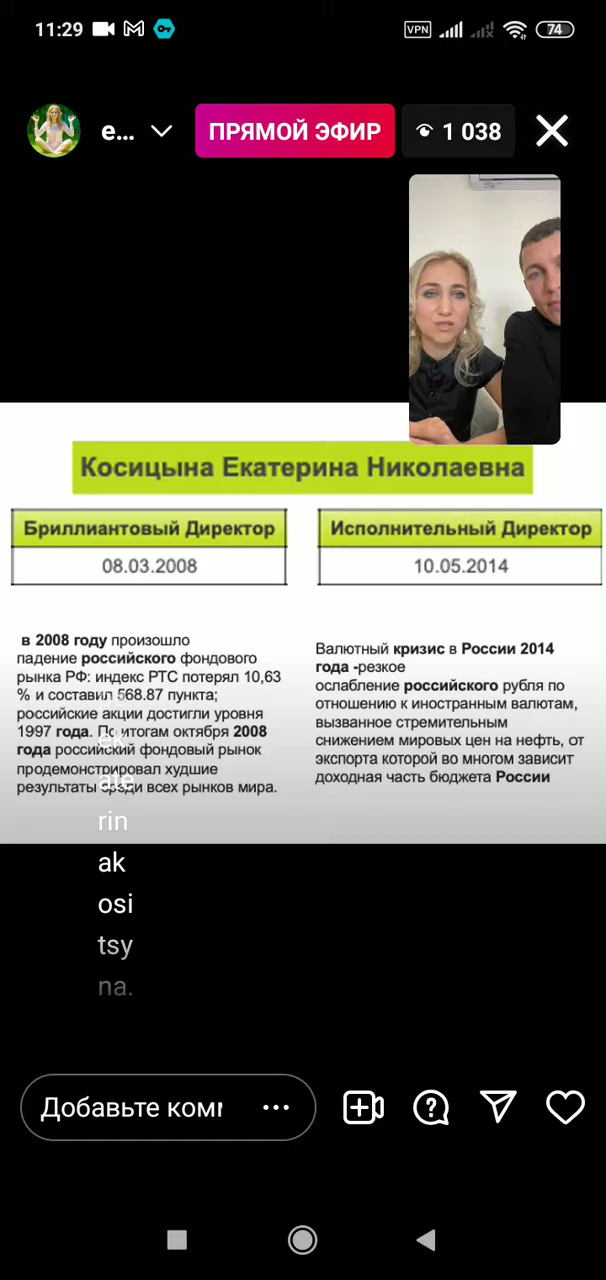 11:29
VPN
74
e...
ПРЯМОЙ ЭФИР
1 038
Косицына Екатерина Николаевна
Бриллиантовый Директор
08.03.2008
в 2008 году произошло
падение российского фондового
рынка РФ: индекс РТС потерял 10,63
% и составил 568.87 пункта;
российские акции достигли уровня
1997 года. По итогам октября 2008
года российский фондовый рынок
продемонстрировал худшие
результаты среди всех рынков мира.
Исполнительный Директор
10.05.2014
Валютный кризис в России 2014
года -резкое
ослабление российского рубля по
отношению к иностранным валютам,
вызванное стремительным
снижением мировых цен на нефть, от
экспорта которой во многом зависит
доходная часть бюджета России
ek
ate
rin
ak
osi
tsy
na.
Добавьте комм